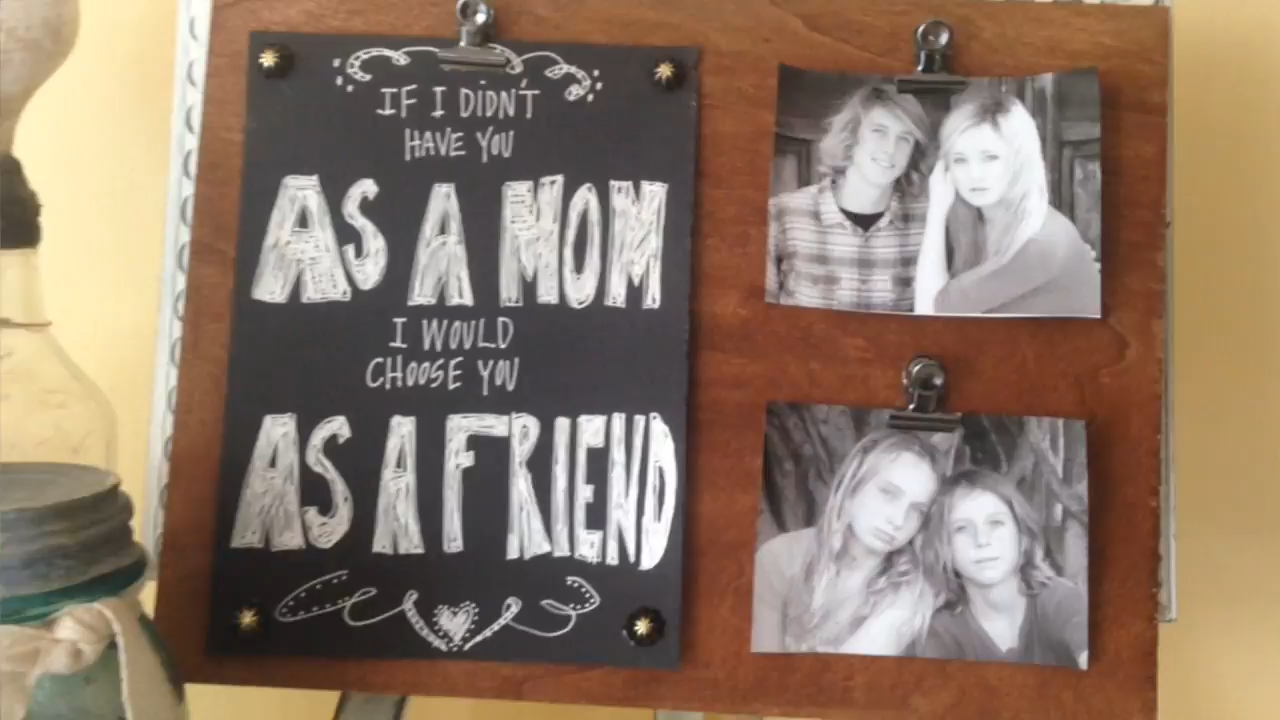 IF I DIDN'T
HAVE YOU
AS A MOM
I WOULD
CHOOSE YOU
AS A FRIEND